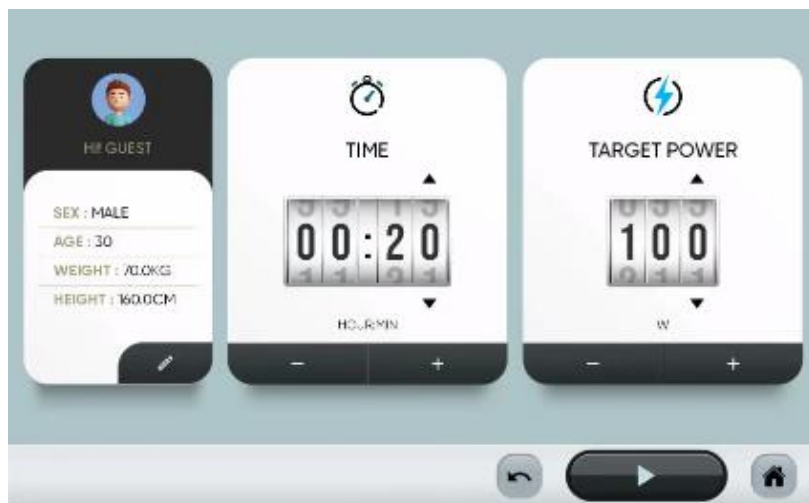 HI! GUEST
SEX : MALE
AGE : 30
WEIGHT : 70.0KG
HEIGHT : 160.0CM
TIME
00:20
HOUR:MIN
− +
TARGET POWER
100
W
− +